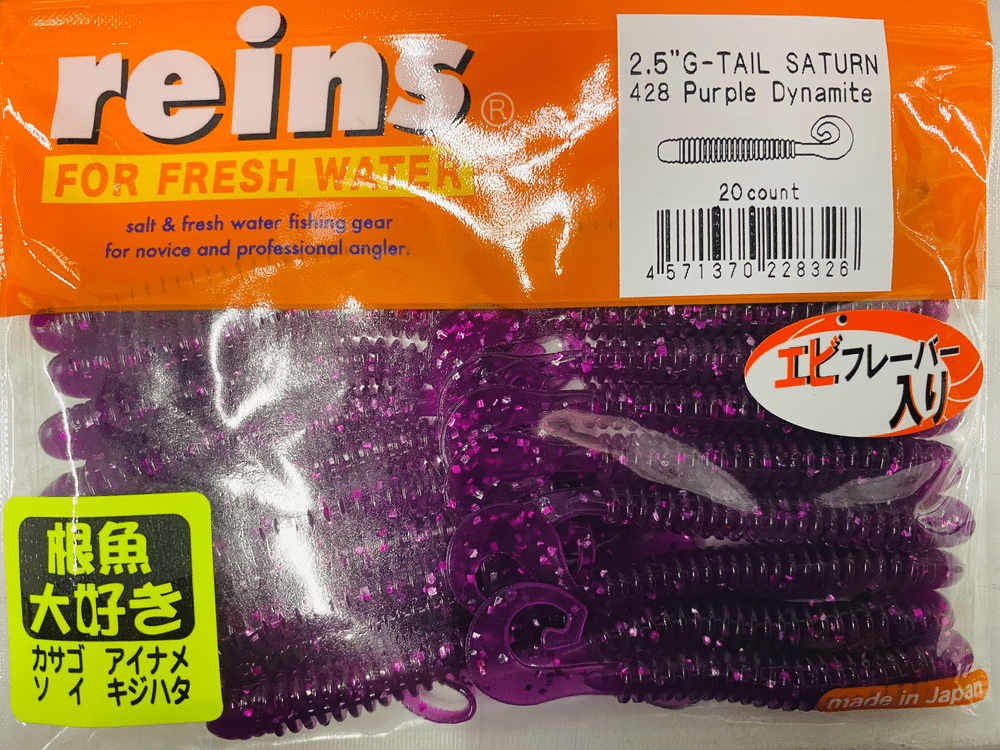 reins®
FOR FRESH WATER
salt & fresh water fishing gear
for novice and professional angler.
2.5"G-TAIL SATURN
428 Purple Dynamite
20 count
4 571370 228326
エビフレーバー
入り
根魚
大好き
カサゴ アイナメ
ソイ キジハタ
made in Japan